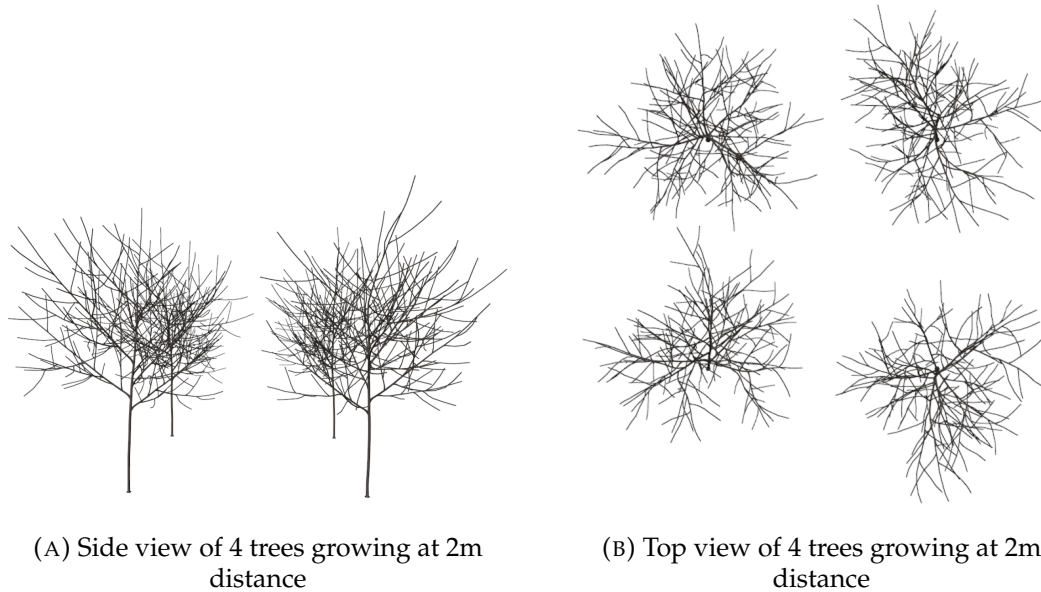 (A) Side view of 4 trees growing at 2m
distance
(B) Top view of 4 trees growing at 2m
distance